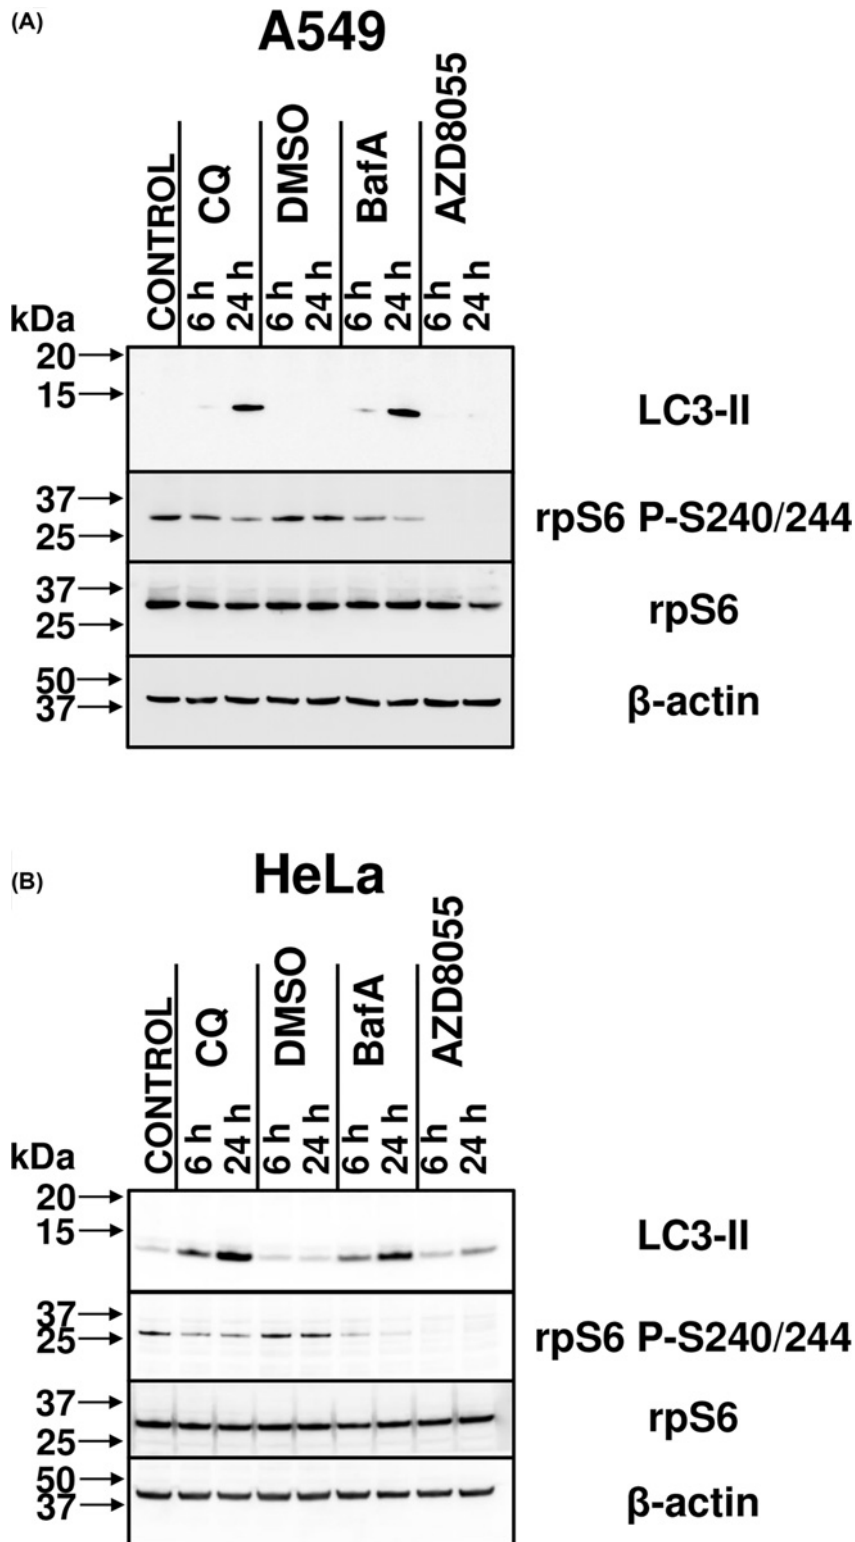 (A)
A549
CONTROL
CQ
DMSO
BafA
AZD8055
6 h
24 h
6 h
24 h
6 h
24 h
6 h
24 h
kDa
20
15
LC3-II
37
25
rpS6 P-S240/244
37
25
rpS6
50
37
β-actin
(B)
HeLa
CONTROL
CQ
DMSO
BafA
AZD8055
6 h
24 h
6 h
24 h
6 h
24 h
6 h
24 h
kDa
20
15
LC3-II
37
25
rpS6 P-S240/244
37
25
rpS6
50
37
β-actin